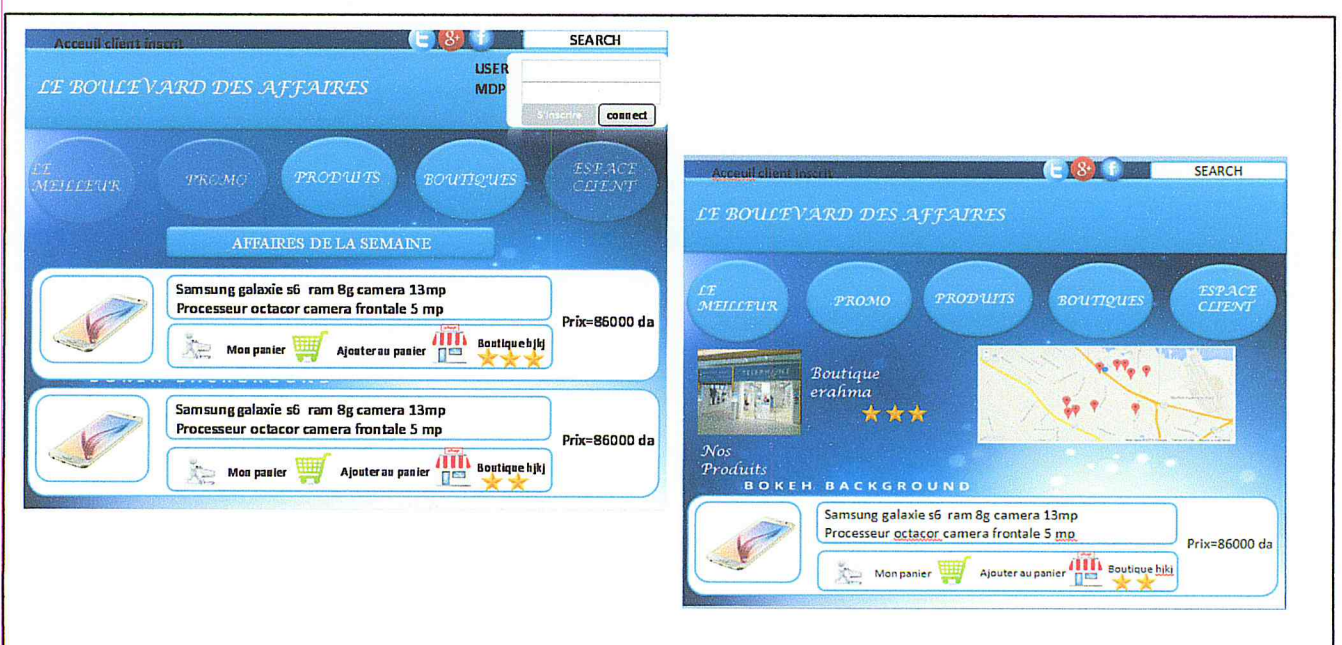 Acceuil client inscrit
SEARCH
LE BOULEVARD DES AFFAIRES
USER
MDP
S'inscrire
connect
LE MEILLEUR
PROMO
PRODUITS
BOUTIQUES
ESPACE CLIENT
AFFAIRES DE LA SEMAINE
Samsung galaxie s6 ram 8g camera 13mp
Processeur octacor camera frontale 5 mp
Prix=86000 da
Mon panier
Ajouter au panier
shop
Boutique hjkj
BOKEH BACKGROUND
Samsung galaxie s6 ram 8g camera 13mp
Processeur octacor camera frontale 5 mp
Prix=86000 da
Mon panier
Ajouter au panier
shop
Boutique hjkj
Acceuil client inscrit
SEARCH
LE BOULEVARD DES AFFAIRES
LE MEILLEUR
PROMO
PRODUITS
BOUTIQUES
ESPACE CLIENT
TELEPHONE
Boutique
erahma
Nos
Produits
BOKEH BACKGROUND
Samsung galaxie s6 ram 8g camera 13mp
Processeur octacor camera frontale 5 mp
Prix=86000 da
Mon panier
Ajouter au panier
shop
Boutique hjkj